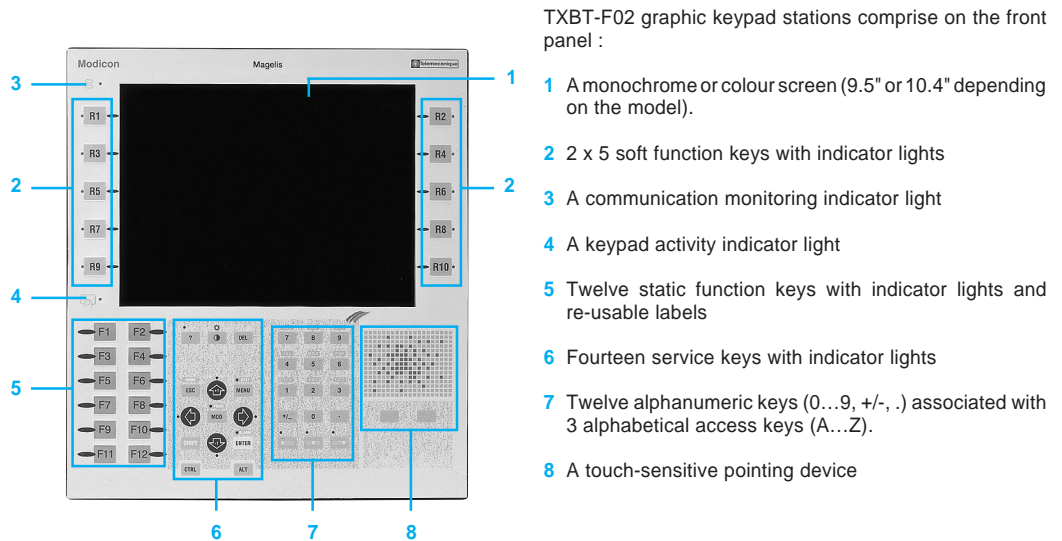 Modicon
Magelis
Telemecanique
3
1
R1
R2
R3
R4
2
R5
R6
2
R7
R8
R9
R10
4
F1 F2
F3 F4
5
F5 F6
F7 F8
F9 F10
F11 F12
? DEL
ESC MENU
MOD
SHIFT ENTER
CTRL ALT
7 8 9
4 5 6
1 2 3
+/_ 0 .
6
7
8
TXBT-F02 graphic keypad stations comprise on the front
panel :
1 A monochrome or colour screen (9.5" or 10.4" depending
on the model).
2 2 x 5 soft function keys with indicator lights
3 A communication monitoring indicator light
4 A keypad activity indicator light
5 Twelve static function keys with indicator lights and
re-usable labels
6 Fourteen service keys with indicator lights
7 Twelve alphanumeric keys (0…9, +/-, .) associated with
3 alphabetical access keys (A…Z).
8 A touch-sensitive pointing device